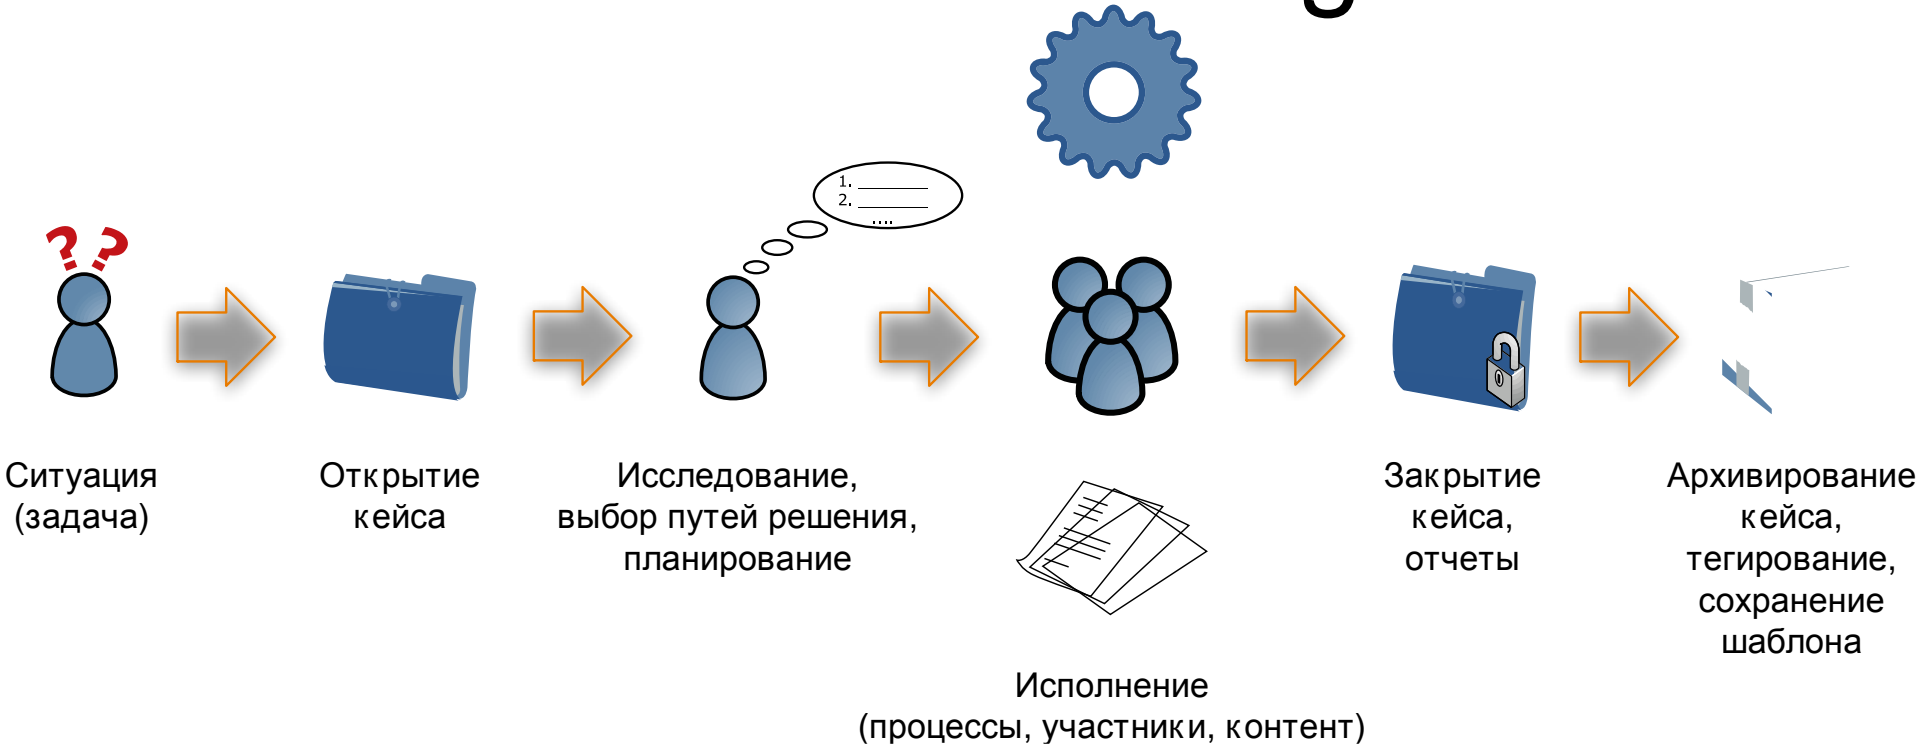 g
??
1.
2.
....
Ситуация
(задача)
Открытие
кейса
Исследование,
выбор путей решения,
планирование
Исполнение
(процессы, участники, контент)
Закрытие
кейса,
отчеты
Архивирование
кейса,
тегирование,
сохранение
шаблона